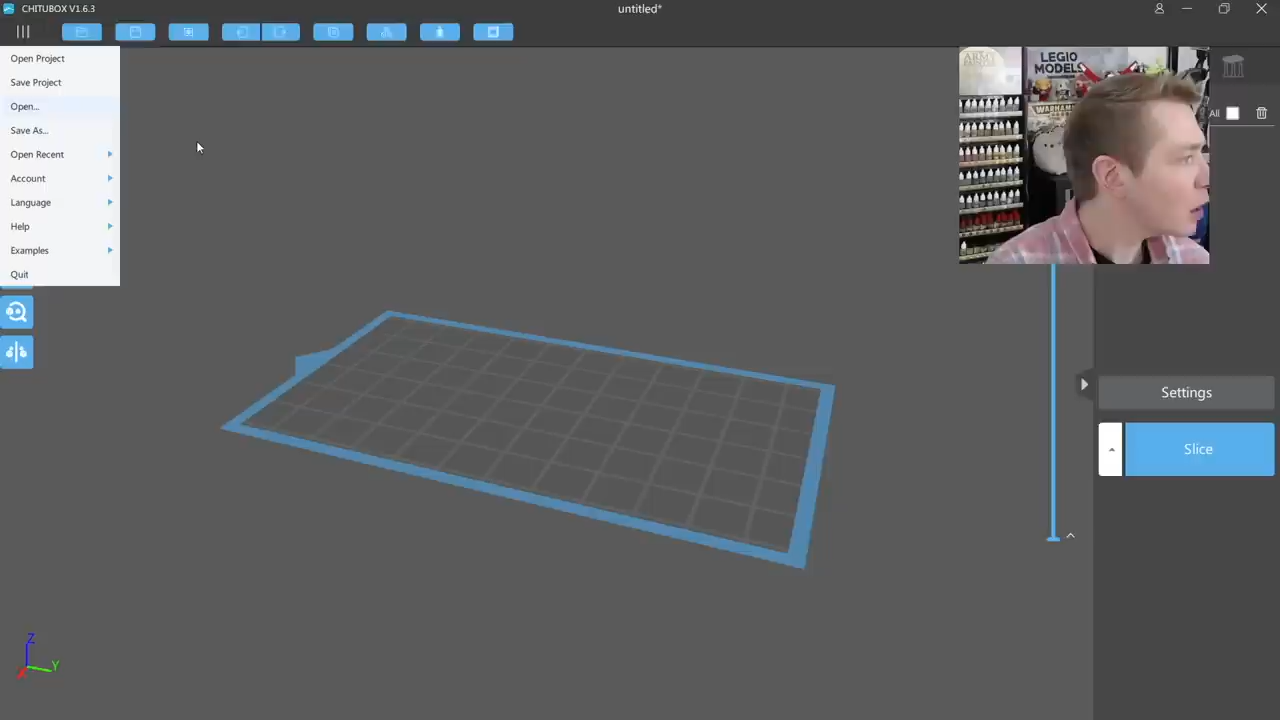 CHITUBOX V1.6.3
untitled*
Open Project
Save Project
Open...
Save As...
Open Recent
Account
Language
Help
Examples
Quit
LEGIO
MODELS
WARHAMMER
All
Settings
Slice
Z
Y
X